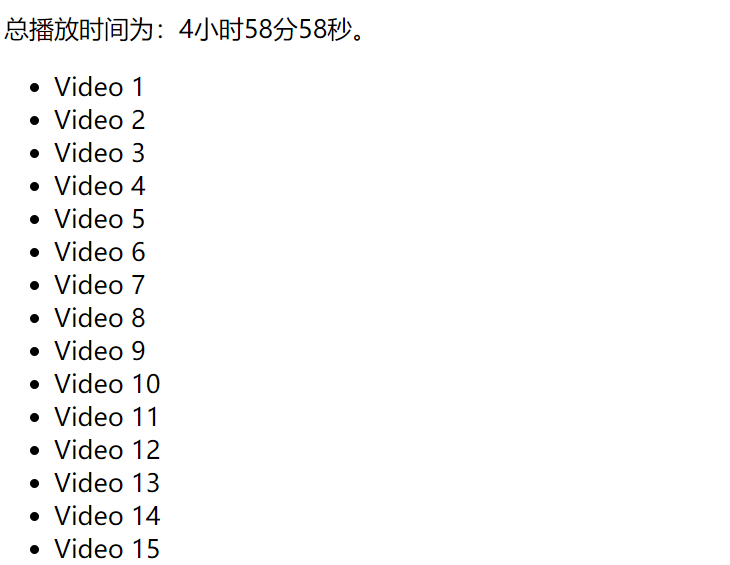 总播放时间为：4小时58分58秒。
Video 1
Video 2
Video 3
Video 4
Video 5
Video 6
Video 7
Video 8
Video 9
Video 10
Video 11
Video 12
Video 13
Video 14
Video 15